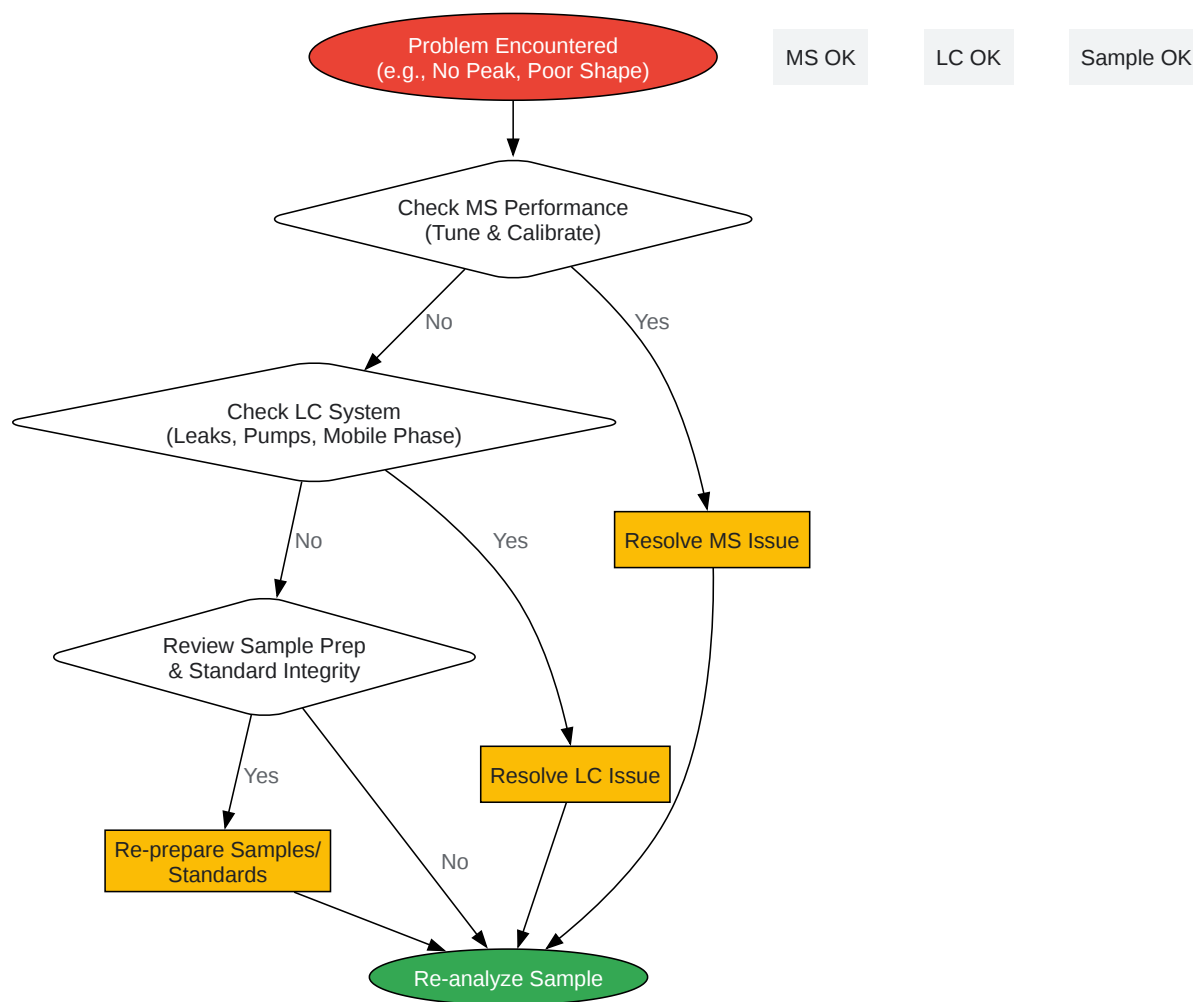 Problem Encountered
(e.g., No Peak, Poor Shape)
MS OK
LC OK
Sample OK
Check MS Performance
(Tune & Calibrate)
No
Yes
Check LC System
(Leaks, Pumps, Mobile Phase)
No
Yes
Resolve MS Issue
Review Sample Prep
& Standard Integrity
Yes
Resolve LC Issue
Re-prepare Samples/
Standards
No
Re-analyze Sample